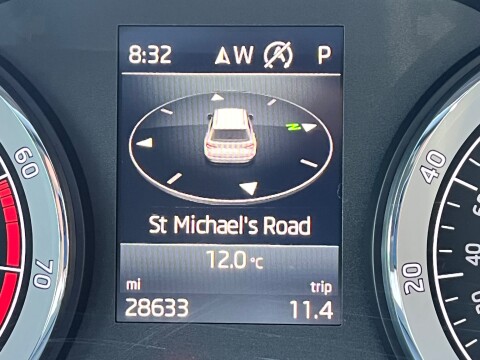 8:32 W P
N
St Michael's Road
12.0 °C
mi trip
28633 11.4
60
70
40
20